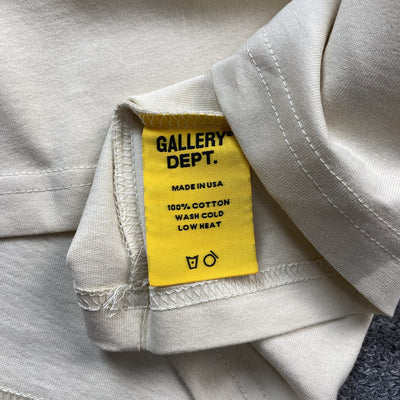 GALLERY
DEPT.
MADE IN USA
100% COTTON
WASH COLD
LOW HEAT